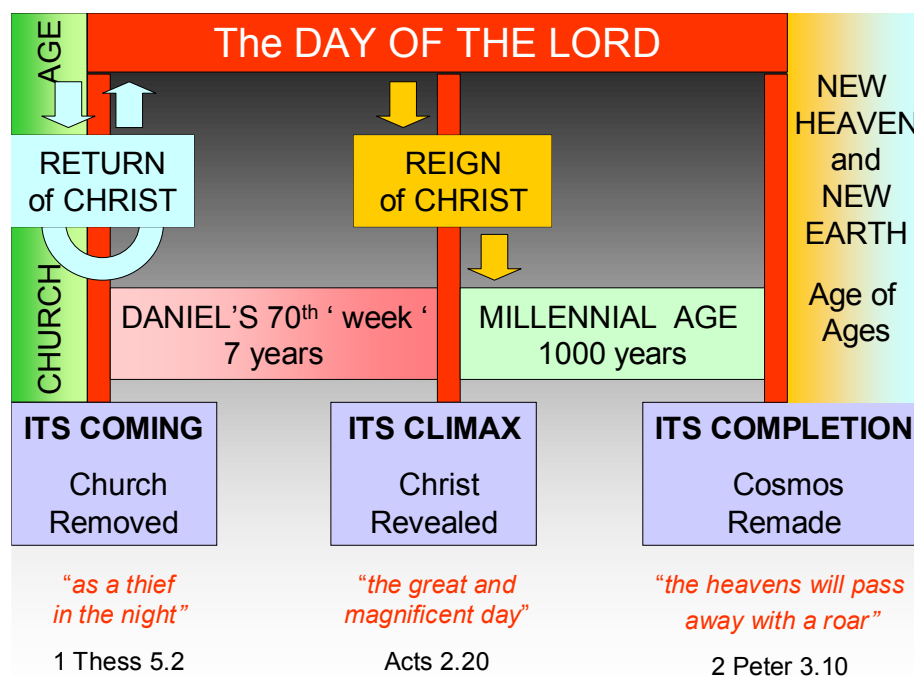 The DAY OF THE LORD
CHURCH AGE
RETURN
of CHRIST
REIGN
of CHRIST
NEW
HEAVEN
and
NEW
EARTH
Age of
Ages
DANIEL'S 70th ‘ week ‘
7 years
MILLENNIAL AGE
1000 years
ITS COMING
Church
Removed
ITS CLIMAX
Christ
Revealed
ITS COMPLETION
Cosmos
Remade
“as a thief
in the night”
1 Thess 5.2
“the great and
magnificent day”
Acts 2.20
“the heavens will pass
away with a roar”
2 Peter 3.10